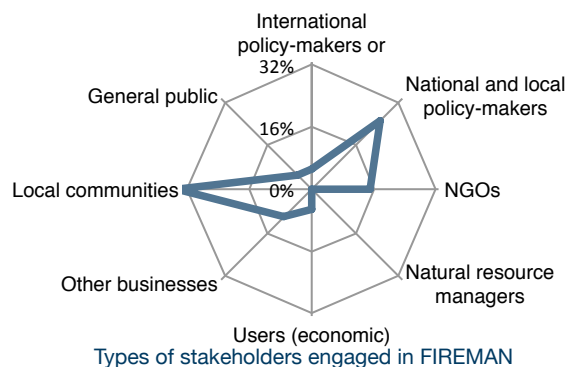 International
policy-makers or
32%
National and local
policy-makers
General public
16%
Local communities
0%
NGOs
Other businesses
Natural resource
managers
Users (economic)
Types of stakeholders engaged in FIREMAN